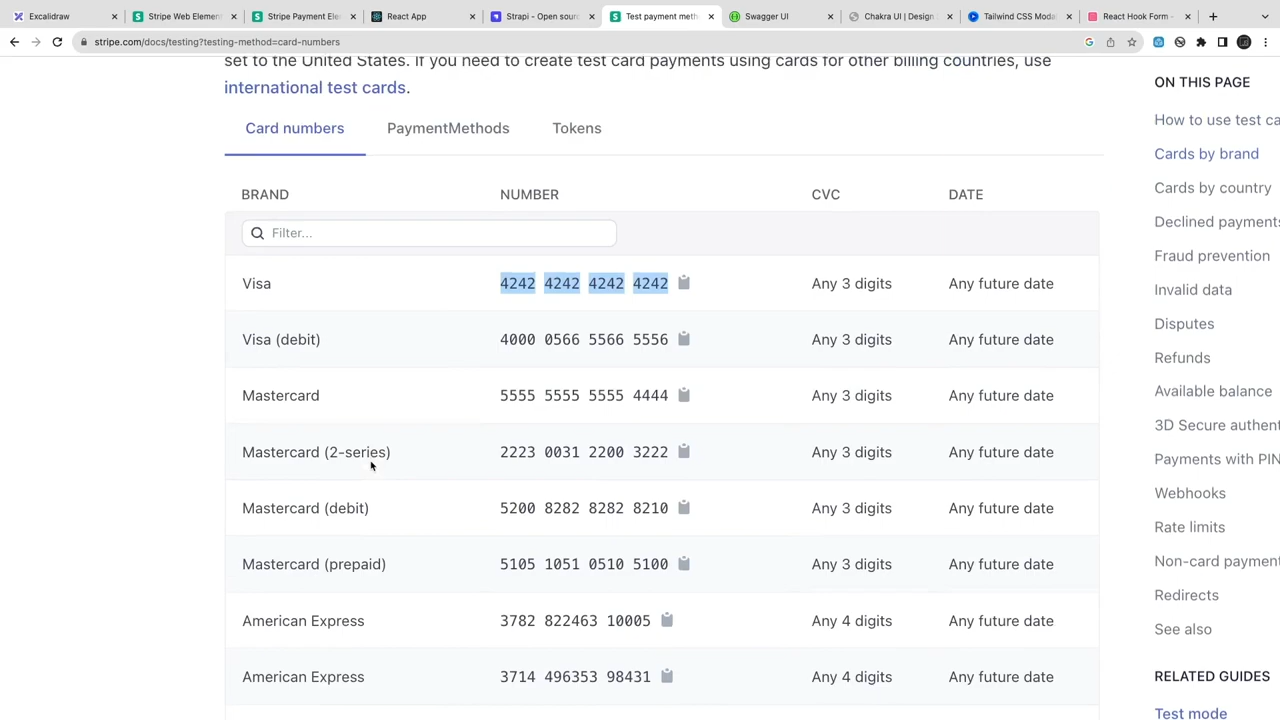 Excalidraw
Stripe Web Elemen
Stripe Payment Ele
React App
Strapi - Open sour
Test payment meth
Swagger UI
Chakra UI | Design
Tailwind CSS Moda
React Hook Form -
stripe.com/docs/testing?testing-method=card-numbers
set to the United States. If you need to create test card payments using cards for other billing countries, use
international test cards.
Card numbers PaymentMethods Tokens
BRAND NUMBER CVC DATE
Filter...
Visa 4242 4242 4242 4242 Any 3 digits Any future date
Visa (debit) 4000 0566 5566 5556 Any 3 digits Any future date
Mastercard 5555 5555 5555 4444 Any 3 digits Any future date
Mastercard (2-series) 2223 0031 2200 3222 Any 3 digits Any future date
Mastercard (debit) 5200 8282 8282 8210 Any 3 digits Any future date
Mastercard (prepaid) 5105 1051 0510 5100 Any 3 digits Any future date
American Express 3782 822463 10005 Any 4 digits Any future date
American Express 3714 496353 98431 Any 4 digits Any future date
ON THIS PAGE
How to use test ca
Cards by brand
Cards by country
Declined payments
Fraud prevention
Invalid data
Disputes
Refunds
Available balance
3D Secure authent
Payments with PIN
Webhooks
Rate limits
Non-card payment
Redirects
See also
RELATED GUIDES
Test mode